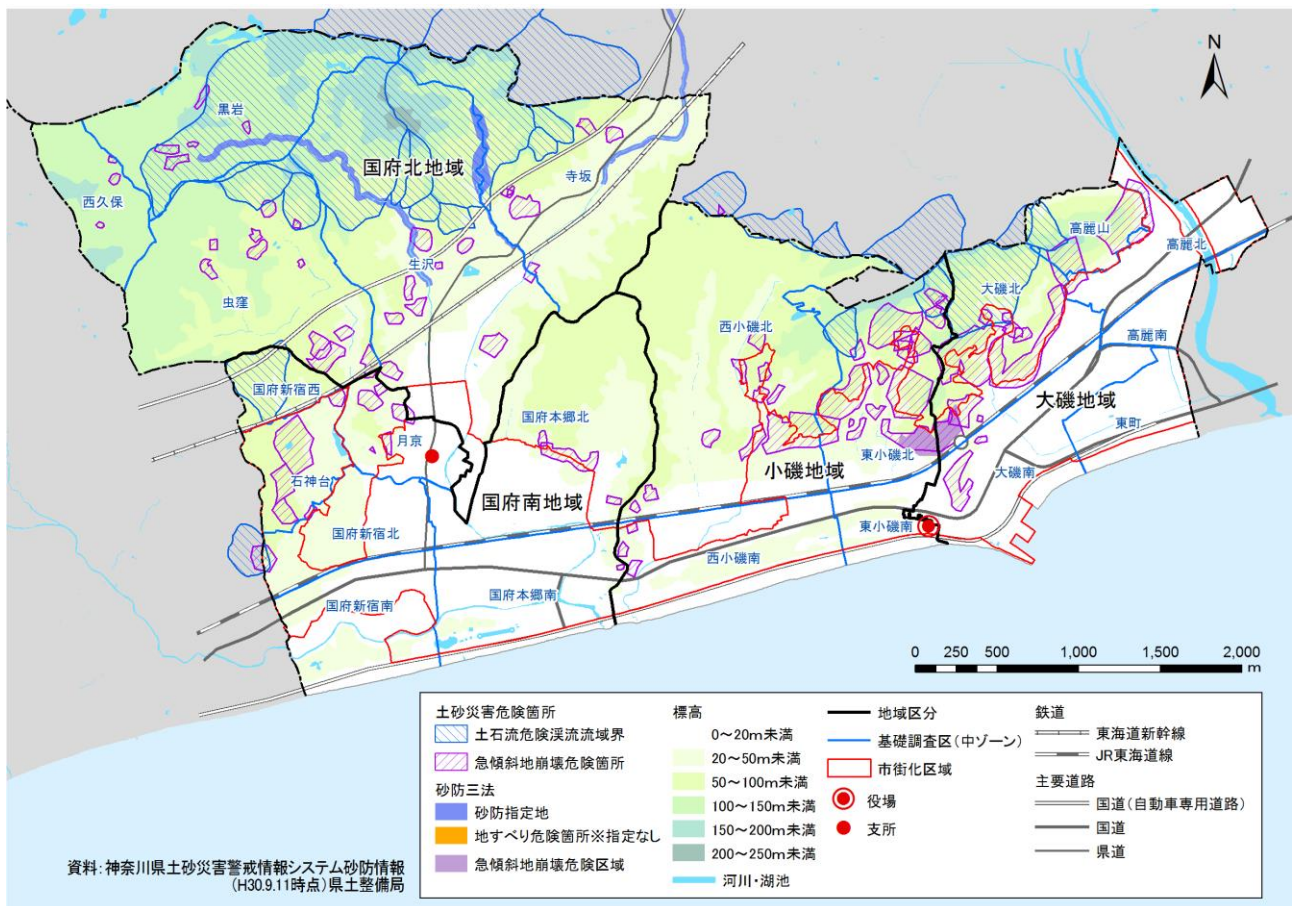 N
黒岩
国府北地域
寺坂
西久保
生沢
虫窪
高麗山
高麗北
大磯北
西小磯北
高麗南
国府新宿西
国府本郷北
大磯地域
月京
東町
東小磯北
小磯地域
石神台
国府南地域
大磯南
国府新宿北
東小磯南
西小磯南
国府本郷南
国府新宿南
0 250 500 1,000 1,500 2,000
m
土砂災害危険箇所
土石流危険渓流流域界
急傾斜地崩壊危険箇所
砂防三法
砂防指定地
地すべり危険箇所※指定なし
急傾斜地崩壊危険区域
標高
0~20m未満
20~50m未満
50~100m未満
100~150m未満
150~200m未満
200~250m未満
河川・湖池
地域区分
基礎調査区(中ゾーン)
市街化区域
役場
支所
鉄道
東海道新幹線
JR東海道線
主要道路
国道(自動車専用道路)
国道
県道
資料:神奈川県土砂災害警戒情報システム砂防情報
(H30.9.11時点)県土整備局